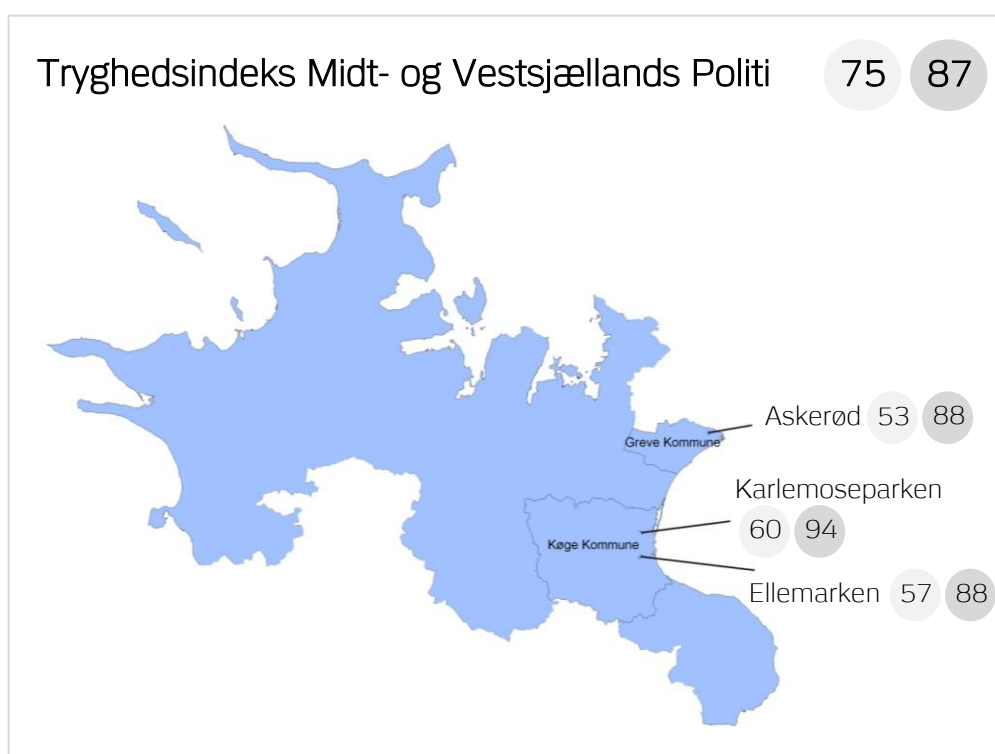 Tryghedsindeks Midt- og Vestsjællands Politi 75 87
Askerød 53 88
Greve Kommune
Karlemoseparken
60 94
Køge Kommune
Ellemarken 57 88